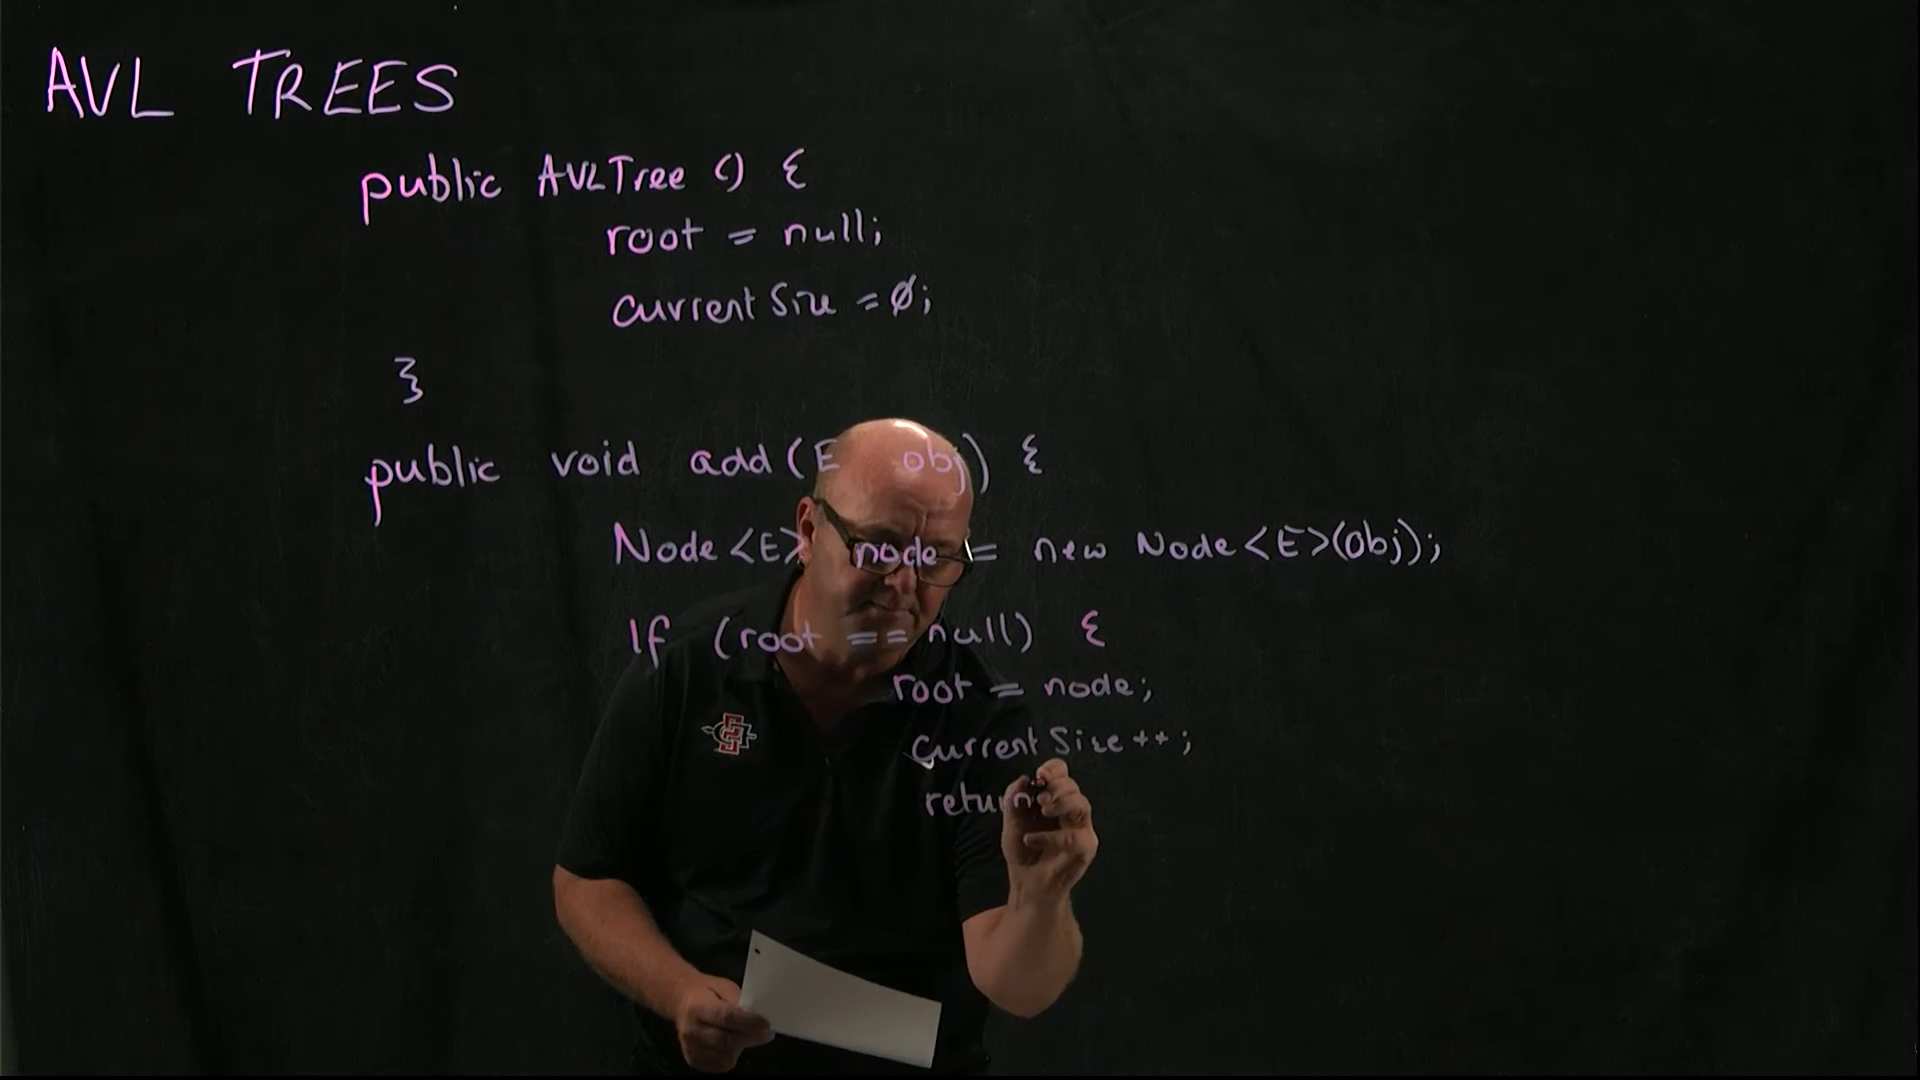 AVL TREES
public AVLTree () {
root = null;
currentSize = 0;
}
public void add (E obj) {
Node <E> node = new Node <E>(obj);
If (root == null) {
root = node;
currentSize ++ ;
return